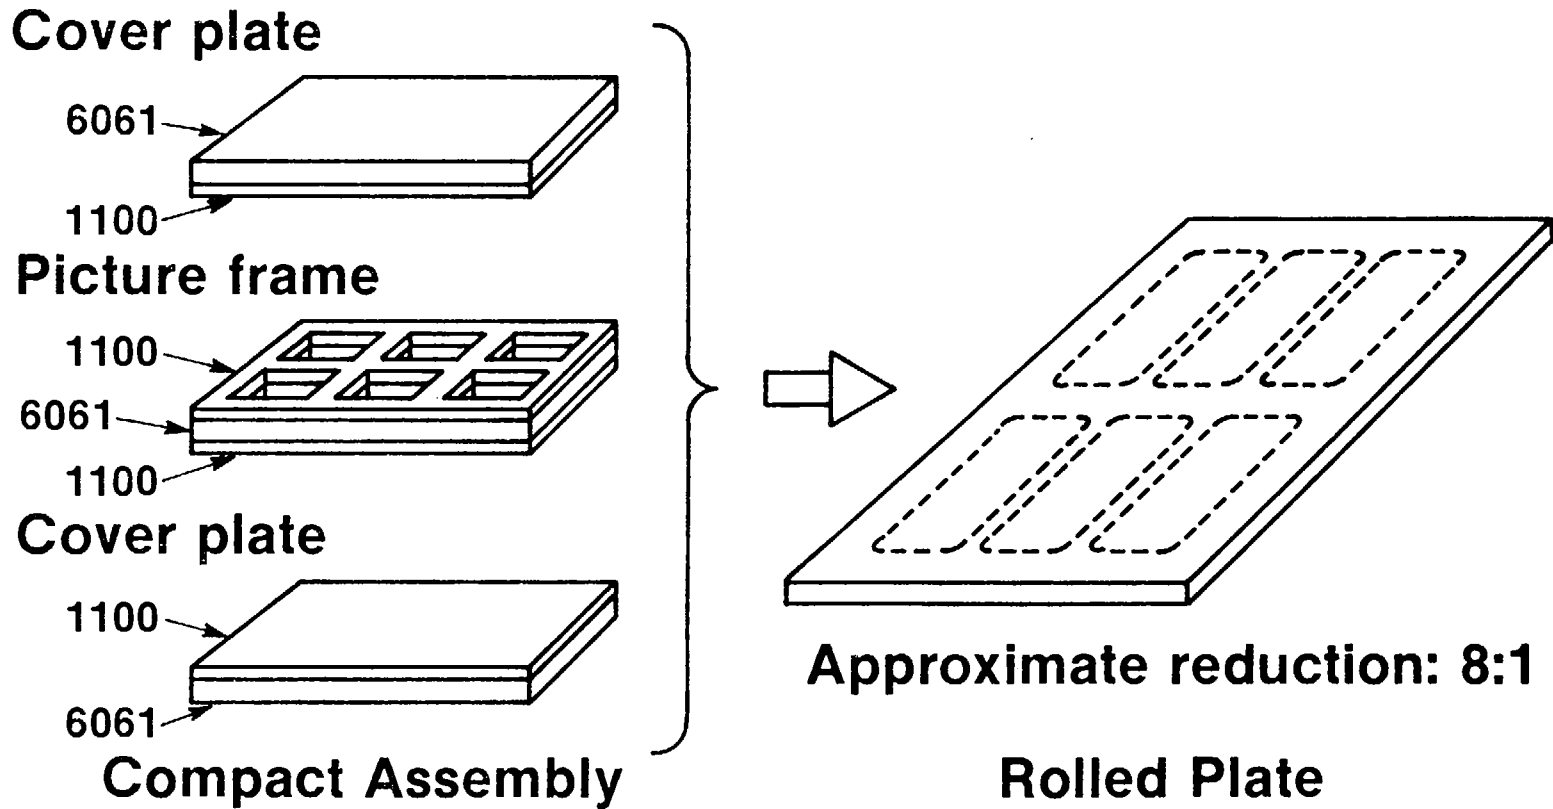 Cover plate
6061
1100
Picture frame
1100
6061
1100
Cover plate
1100
6061
Compact Assembly
Approximate reduction: 8:1
Rolled Plate